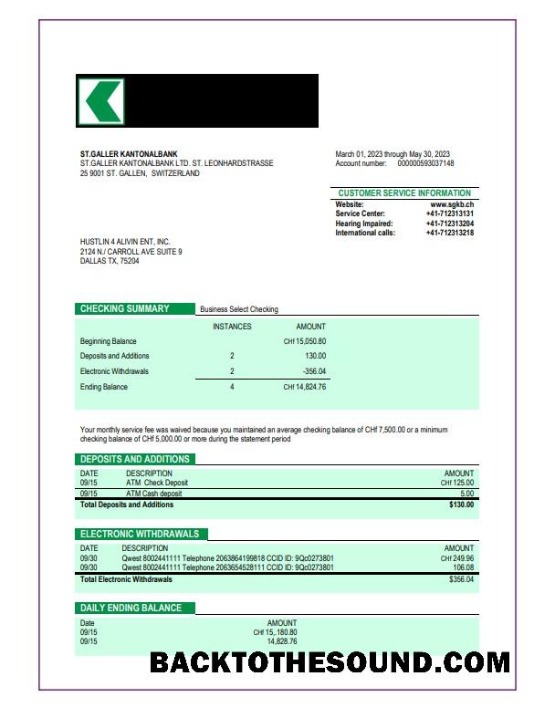 ST.GALLER KANTONALBANK
ST.GALLER KANTONALBANK LTD. ST. LEONHARDSTRASSE
25 9001 ST. GALLEN, SWITZERLAND
March 01, 2023 through May 30, 2023
Account number: 000000593037148
CUSTOMER SERVICE INFORMATION
Website: www.sgkb.ch
Service Center: +41-712313131
Hearing Impaired: +41-712313204
International calls: +41-712313218
HUSTLIN 4 ALIVIN ENT, INC.
2124 N./ CARROLL AVE SUITE 9
DALLAS TX, 75204
CHECKING SUMMARY Business Select Checking
INSTANCES AMOUNT
Beginning Balance CHf 15,050.80
Deposits and Additions 2 130.00
Electronic Withdrawals 2 -356.04
Ending Balance 4 CHf 14,824.76
Your monthly service fee was waived because you maintained an average checking balance of CHf 7,500.00 or a minimum
checking balance of CHf 5,000.00 or more during the statement period
DEPOSITS AND ADDITIONS
DATE DESCRIPTION AMOUNT
09/15 ATM Check Deposit CHf 125.00
09/15 ATM Cash deposit 5.00
Total Deposits and Additions $130.00
ELECTRONIC WITHDRAWALS
DATE DESCRIPTION AMOUNT
09/30 Qwest 8002441111 Telephone 2063864199818 CCID ID: 9Qc0273801 CHf 249.96
09/30 Qwest 8002441111 Telephone 2063654528111 CCID ID: 9Qc0273801 106.08
Total Electronic Withdrawals $356.04
DAILY ENDING BALANCE
Date AMOUNT
09/15 CHf 15,.180.80
09/15 14,828.76
BACKTOTHESOUND.COM